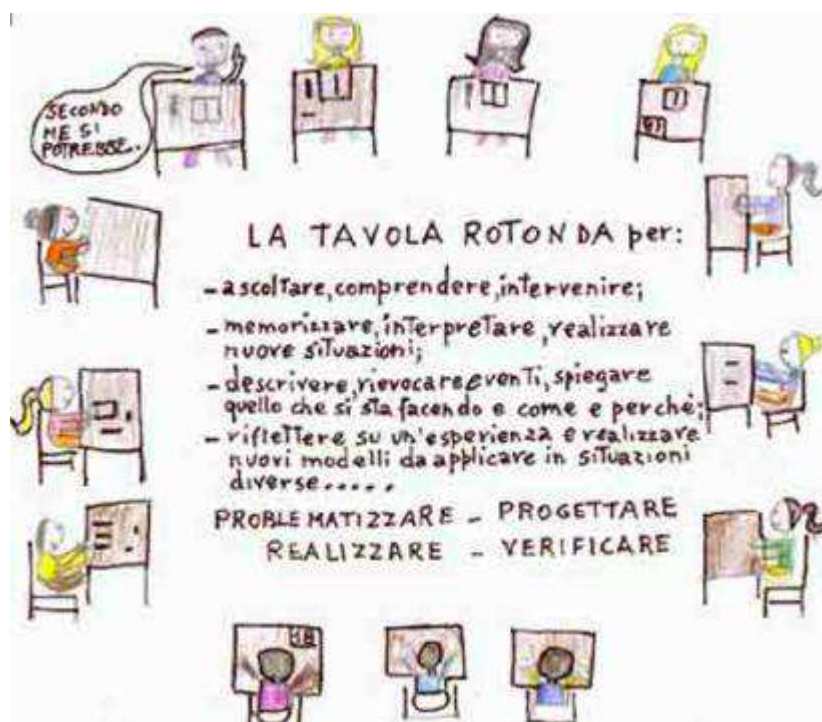 SECONDO
ME SI
POTREBBE..
LA TAVOLA ROTONDA per:
- ascoltare, comprendere, intervenire;
- memorizzare, interpretare, realizzare
nuove situazioni;
- descrivere, rievocare eventi, spiegare
quello che si sta facendo e come e perché;
- riflettere su un'esperienza e realizzare
nuovi modelli da applicare in situazioni
diverse.....
PROBLEMATIZZARE - PROGETTARE
REALIZZARE - VERIFICARE